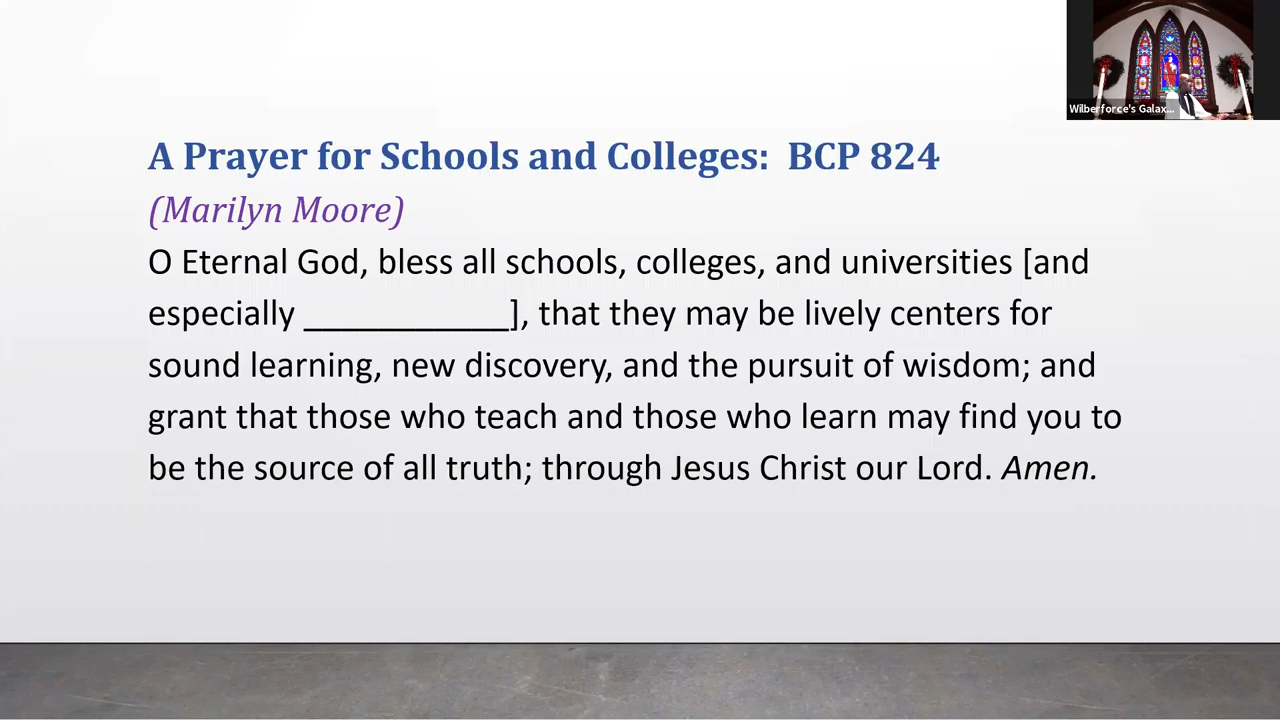 Wilberforce's Galax...
A Prayer for Schools and Colleges:  BCP 824
(Marilyn Moore)
O Eternal God, bless all schools, colleges, and universities [and
especially ____________], that they may be lively centers for
sound learning, new discovery, and the pursuit of wisdom; and
grant that those who teach and those who learn may find you to
be the source of all truth; through Jesus Christ our Lord. Amen.